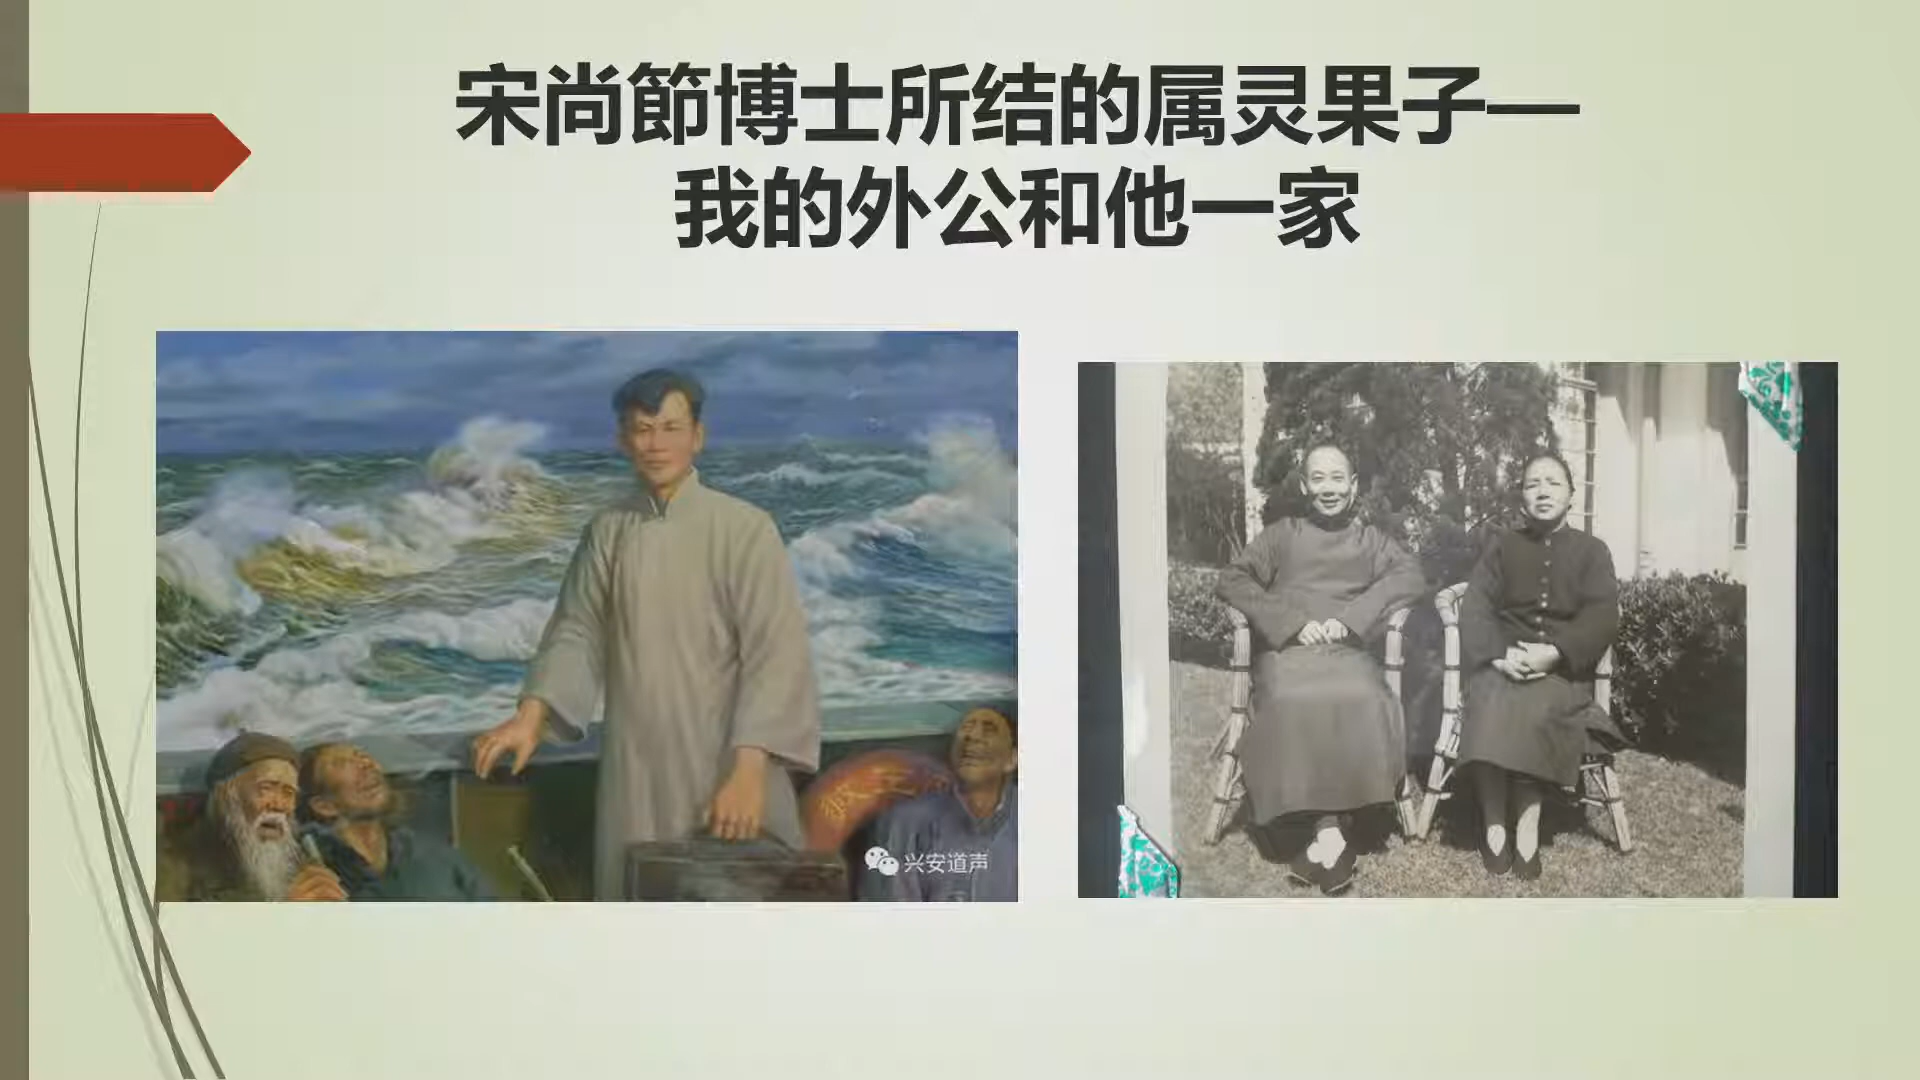 宋尚節博士所结的属灵果子—
我的外公和他一家
兴安道声